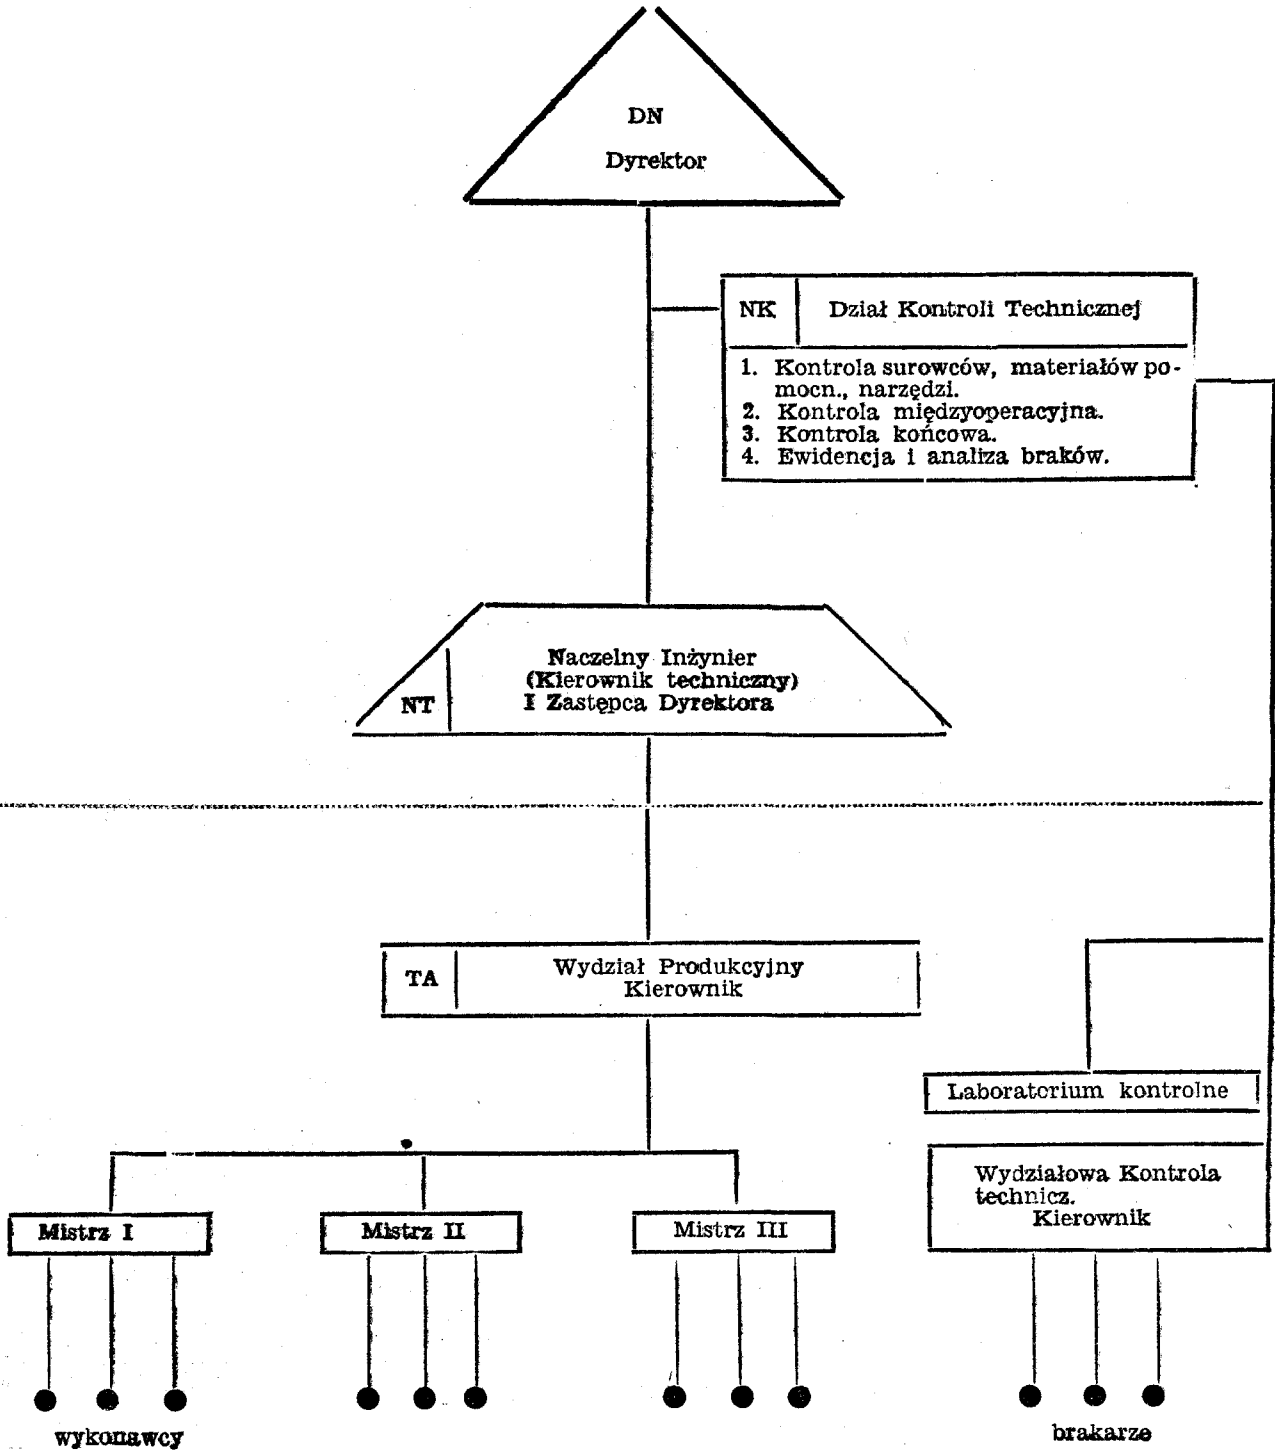 DN
Dyrektor
NK Dział Kontroli Technicznej
1. Kontrola surowców, materiałów po-
mocn., narzędzi.
2. Kontrola międzyoperacyjna.
3. Kontrola końcowa.
4. Ewidencja i analiza braków.
Naczelny Inżynier
(Kierownik techniczny)
NT I Zastępca Dyrektora
TA Wydział Produkcyjny
Kierownik
Laboratorium kontrolne
Wydziałowa Kontrola
technicz.
Kierownik
Mistrz I
Mistrz II
Mistrz III
wykonawcy
brakarze